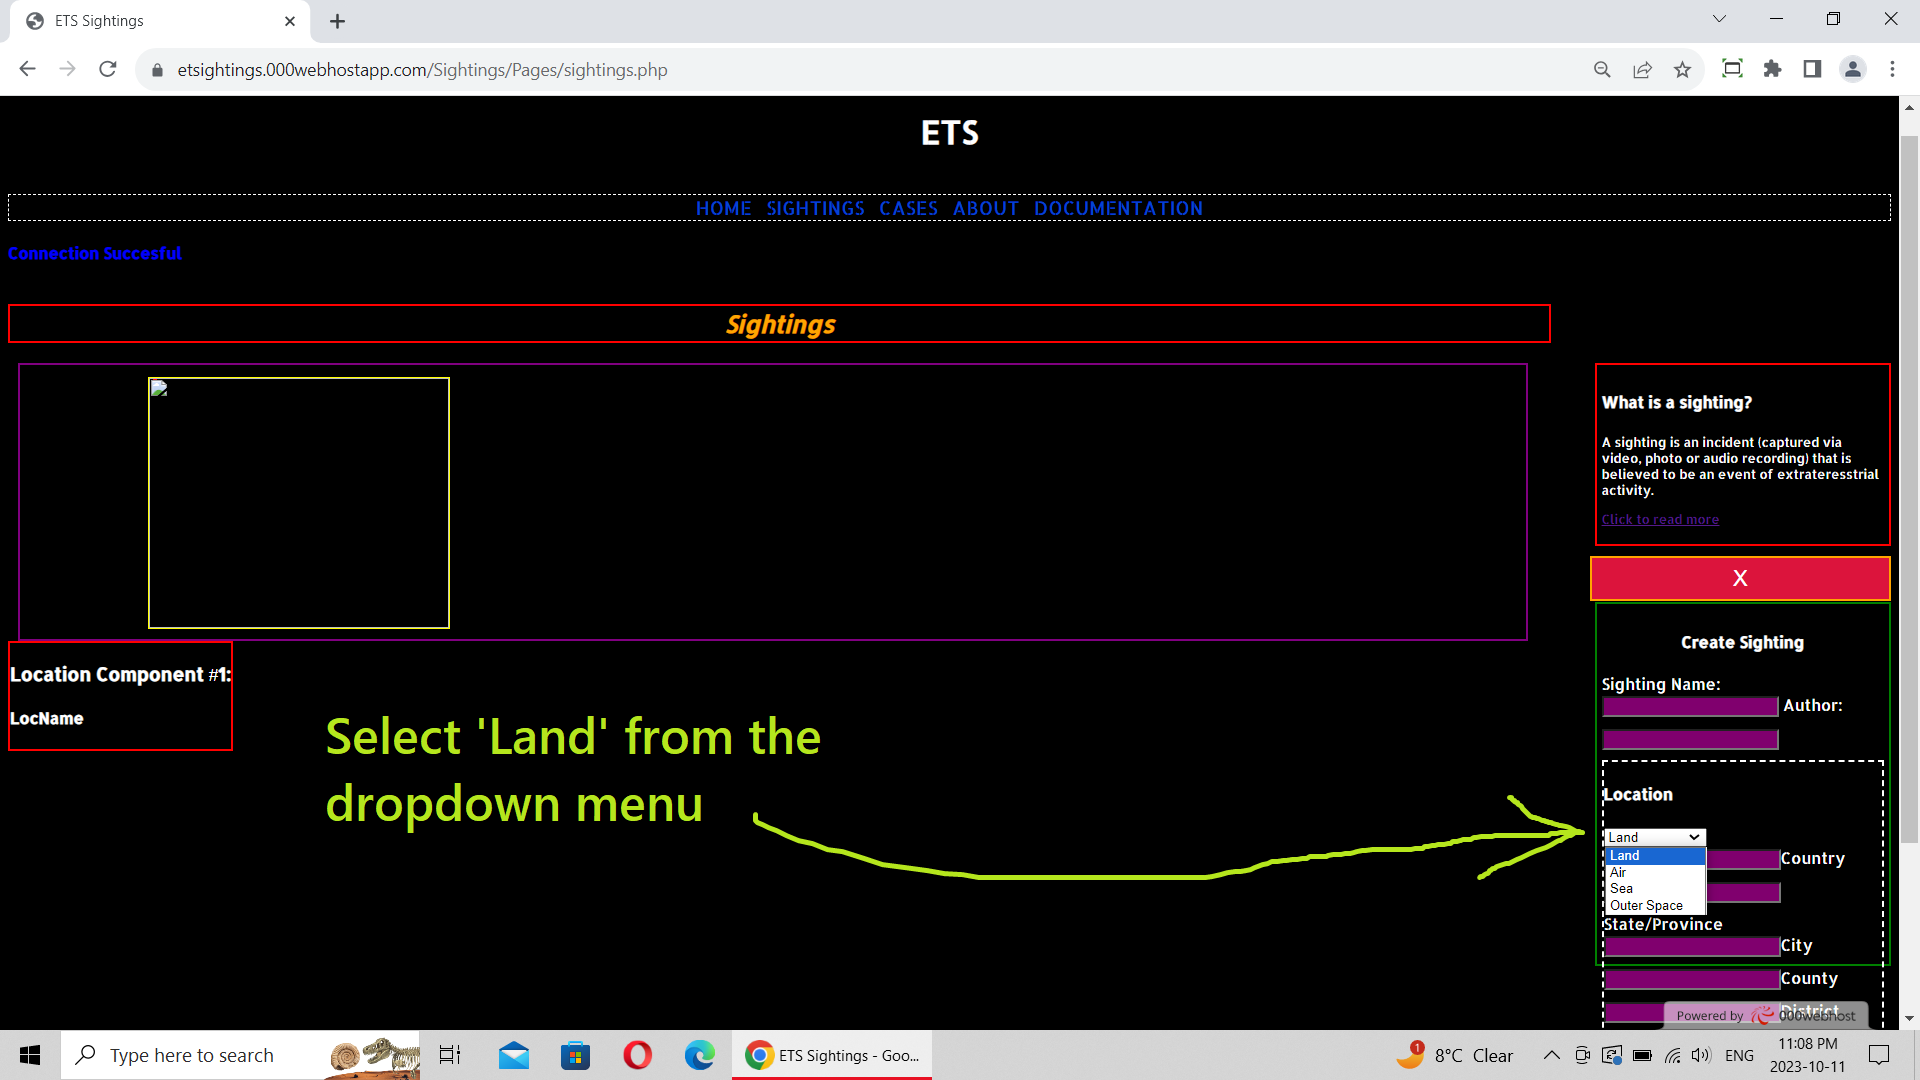 ETS Sightings
etsightings.000webhostapp.com/Sightings/Pages/sightings.php
ETS
HOME SIGHTINGS CASES ABOUT DOCUMENTATION
Connection Succesful
Sightings
What is a sighting?
A sighting is an incident (captured via
video, photo or audio recording) that is
believed to be an event of extrateresstrial
activity.
Click to read more
X
Create Sighting
Sighting Name:
Author:
Location Component #1:
LocName
Select 'Land' from the
dropdown menu
Location
Land
Land
Country
Air
Sea
Outer Space
State/Province
City
County
District
Powered by 000webhost
Type here to search
ETS Sightings - Goo...
1
8°C Clear
ENG
11:08 PM
2023-10-11